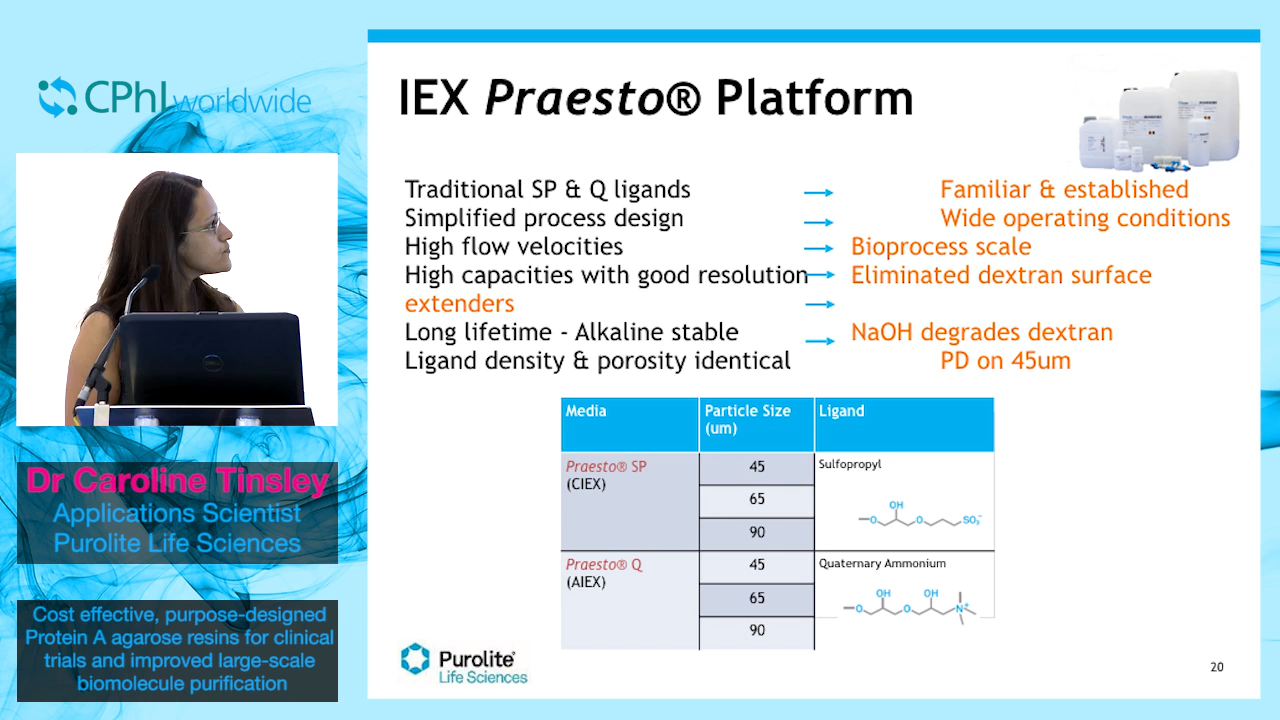 CPhI worldwide
IEX Praesto® Platform
Traditional SP & Q ligands → Familiar & established
Simplified process design → Wide operating conditions
High flow velocities → Bioprocess scale
High capacities with good resolution → Eliminated dextran surface
extenders →
Long lifetime - Alkaline stable → NaOH degrades dextran
Ligand density & porosity identical PD on 45um
Media Particle Size (um) Ligand
Praesto® SP (CIEX) 45 Sulfopropyl
65
90
OH
O O SO₃⁻
Praesto® Q (AIEX) 45 Quaternary Ammonium
65
90
OH OH
O O N⁺
Purolite®
Life Sciences
20
DELL
Dr Caroline Tinsley
Applications Scientist
Purolite Life Sciences
Cost effective, purpose-designed
Protein A agarose resins for clinical
trials and improved large-scale
biomolecule purification